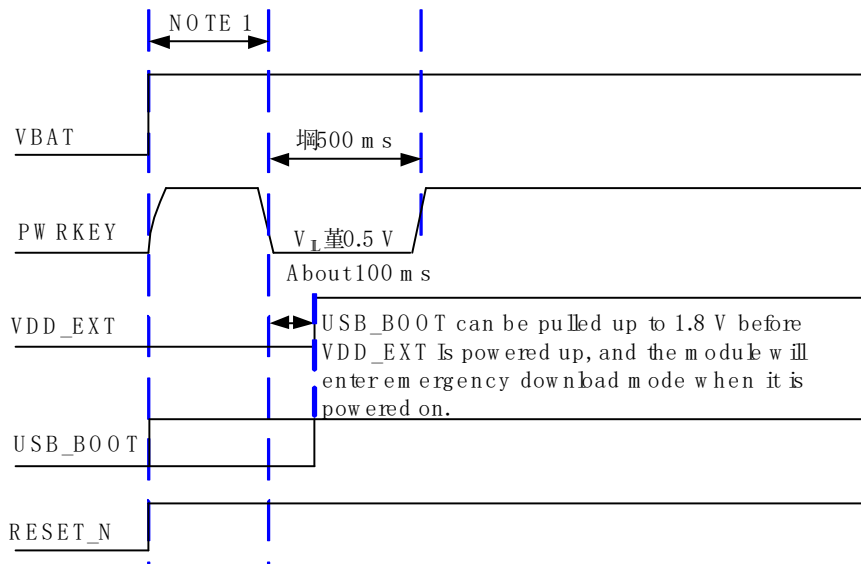 NOTE 1
VBAT
堈500 ms
PWRKEY
VIL堇0.5 V
About100 ms
VDD_EXT
USB_BOOT can be pulled up to 1.8 V before
VDD_EXT Is powered up, and the module will
enter emergency download mode when it is
powered on.
USB_BOOT
RESET_N